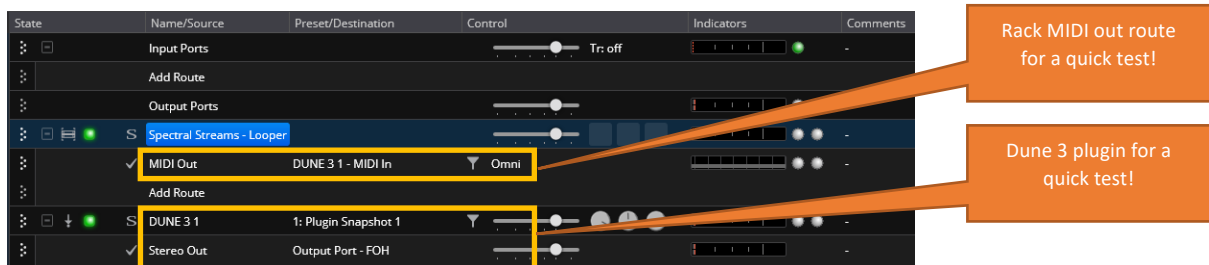 State Name/Source Preset/Destination Control Indicators Comments
Input Ports Tr: off -
Add Route
Output Ports
S Spectral Streams - Looper -
MIDI Out DUNE 3 1 - MIDI In Omni
Add Route
S DUNE 3 1 1: Plugin Snapshot 1 -
Stereo Out Output Port - FOH
Rack MIDI out route
for a quick test!
Dune 3 plugin for a
quick test!